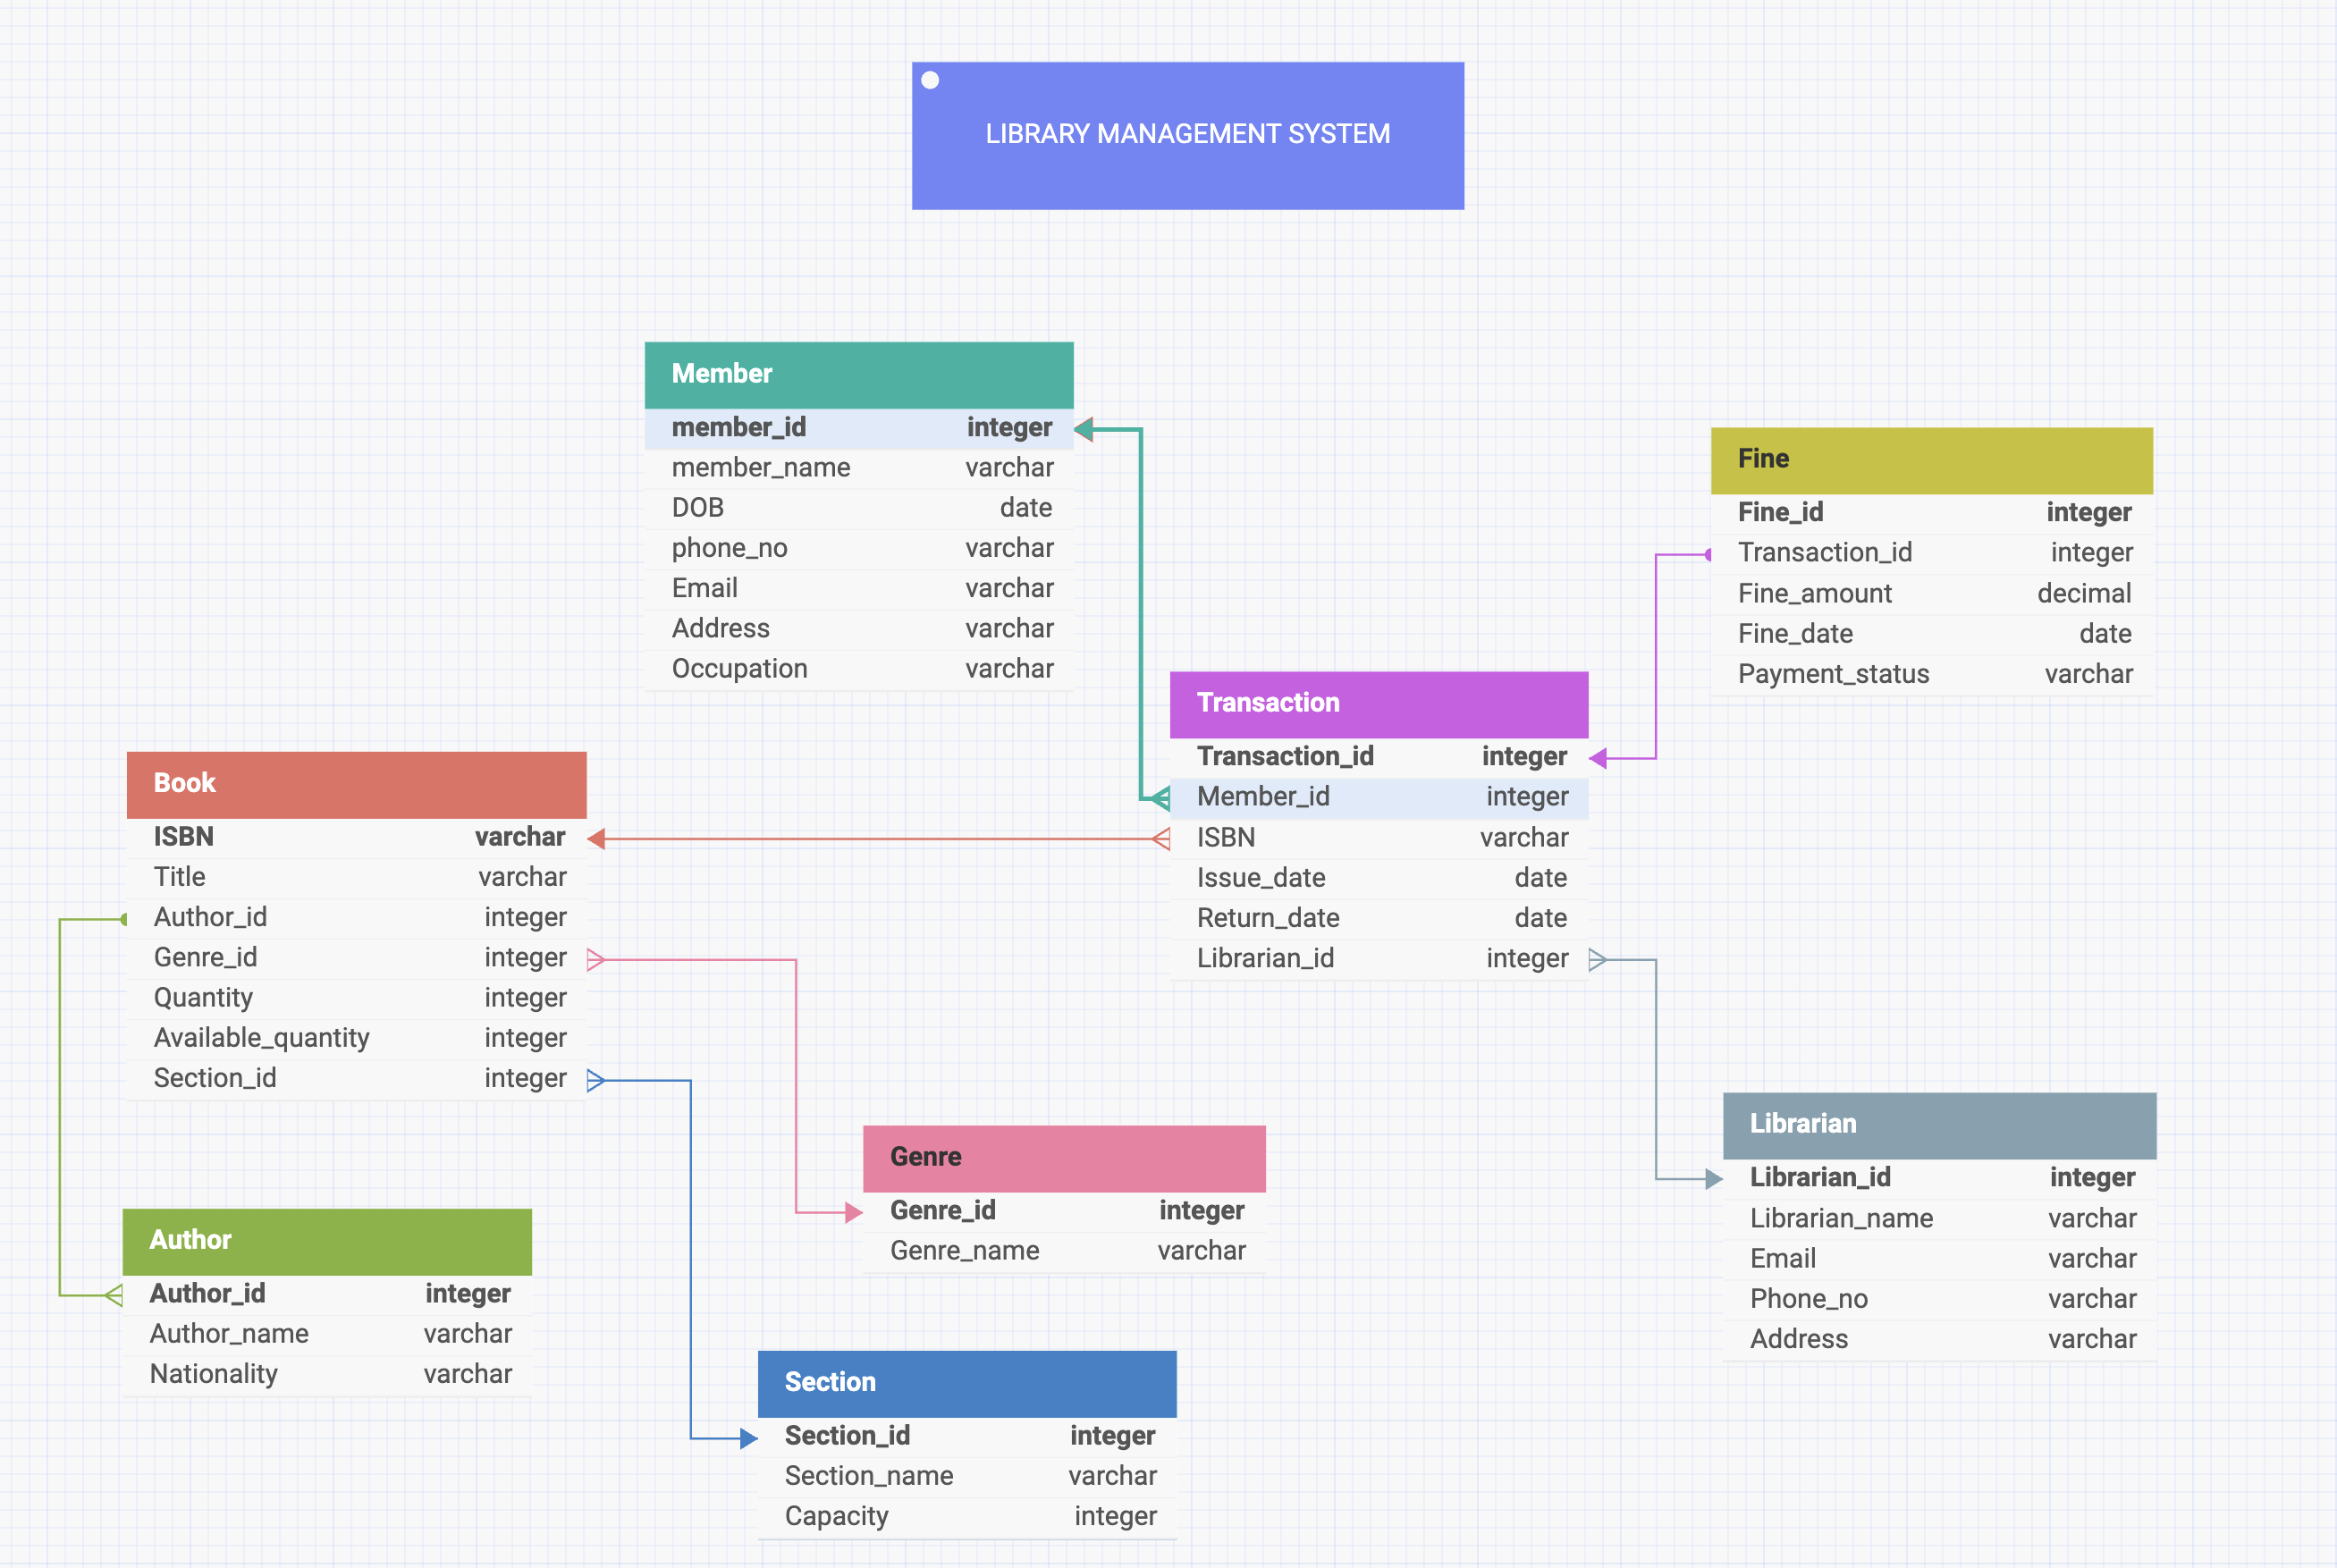 LIBRARY MANAGEMENT SYSTEM
Member
member_id integer
member_name varchar
DOB date
phone_no varchar
Email varchar
Address varchar
Occupation varchar
Fine
Fine_id integer
Transaction_id integer
Fine_amount decimal
Fine_date date
Payment_status varchar
Transaction
Transaction_id integer
Member_id integer
ISBN varchar
Issue_date date
Return_date date
Librarian_id integer
Book
ISBN varchar
Title varchar
Author_id integer
Genre_id integer
Quantity integer
Available_quantity integer
Section_id integer
Librarian
Librarian_id integer
Librarian_name varchar
Email varchar
Phone_no varchar
Address varchar
Genre
Genre_id integer
Genre_name varchar
Author
Author_id integer
Author_name varchar
Nationality varchar
Section
Section_id integer
Section_name varchar
Capacity integer